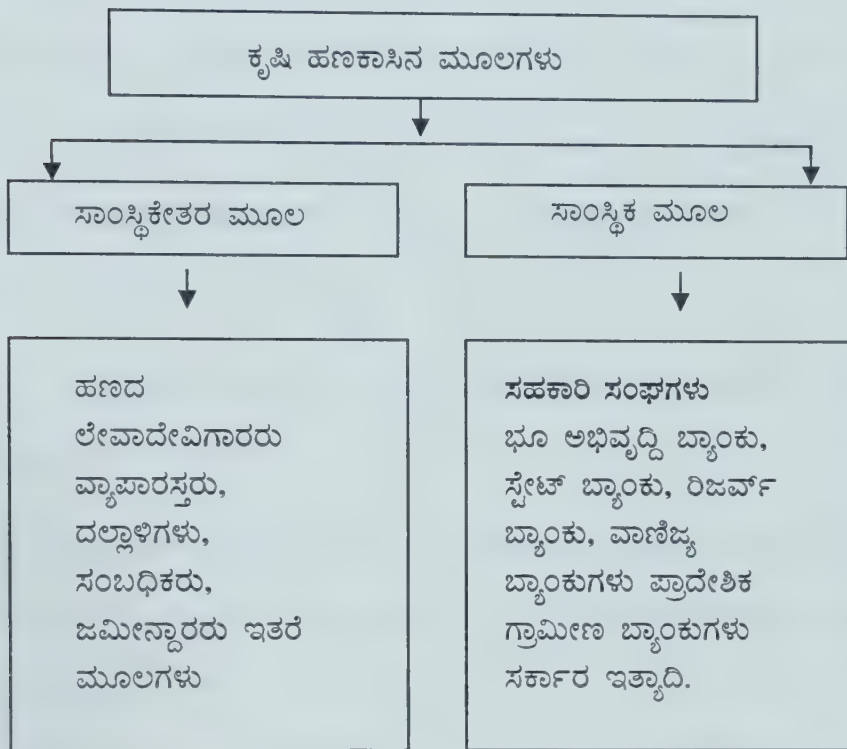 ಕೃಷಿ ಹಣಕಾಸಿನ ಮೂಲಗಳು
ಸಾಂಸ್ಥಿಕೇತರ ಮೂಲ
ಸಾಂಸ್ಥಿಕ ಮೂಲ
ಹಣದ
ಲೇವಾದೇವಿಗಾರರು
ವ್ಯಾಪಾರಸ್ತರು,
ದಲ್ಲಾಳಿಗಳು,
ಸಂಬಧಿಕರು,
ಜಮೀನ್ದಾರರು ಇತರೆ
ಮೂಲಗಳು
ಸಹಕಾರಿ ಸಂಘಗಳು
ಭೂ ಅಭಿವೃದ್ದಿ ಬ್ಯಾಂಕು,
ಸ್ಟೇಟ್ ಬ್ಯಾಂಕು, ರಿಜರ್ವ್
ಬ್ಯಾಂಕು, ವಾಣಿಜ್ಯ
ಬ್ಯಾಂಕುಗಳು ಪ್ರಾದೇಶಿಕ
ಗ್ರಾಮೀಣ ಬ್ಯಾಂಕುಗಳು
ಸರ್ಕಾರ ಇತ್ಯಾದಿ.